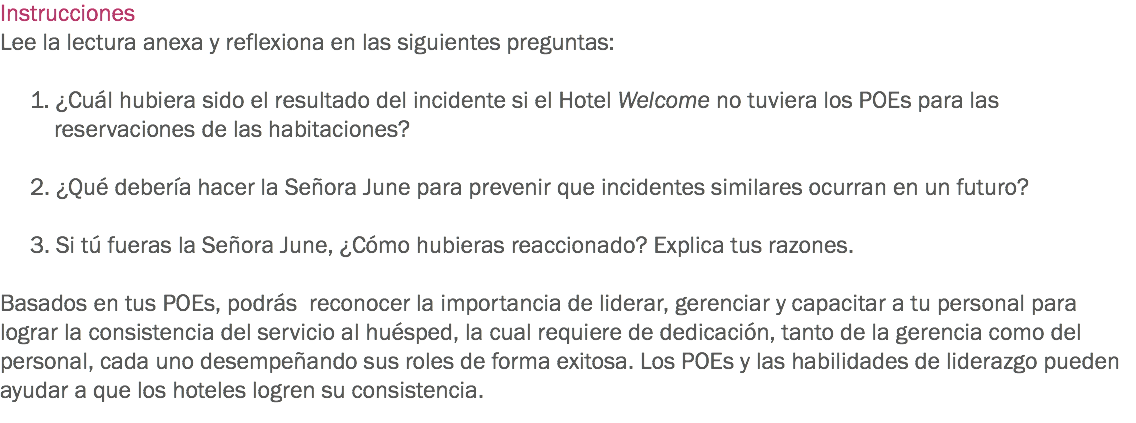 Instrucciones
Lee la lectura anexa y reflexiona en las siguientes preguntas:
1. ¿Cuál hubiera sido el resultado del incidente si el Hotel Welcome no tuviera los POEs para las
reservaciones de las habitaciones?
2. ¿Qué debería hacer la Señora June para prevenir que incidentes similares ocurran en un futuro?
3. Si tú fueras la Señora June, ¿Cómo hubieras reaccionado? Explica tus razones.
Basados en tus POEs, podrás  reconocer la importancia de liderar, gerenciar y capacitar a tu personal para
lograr la consistencia del servicio al huésped, la cual requiere de dedicación, tanto de la gerencia como del
personal, cada uno desempeñando sus roles de forma exitosa. Los POEs y las habilidades de liderazgo pueden
ayudar a que los hoteles logren su consistencia.